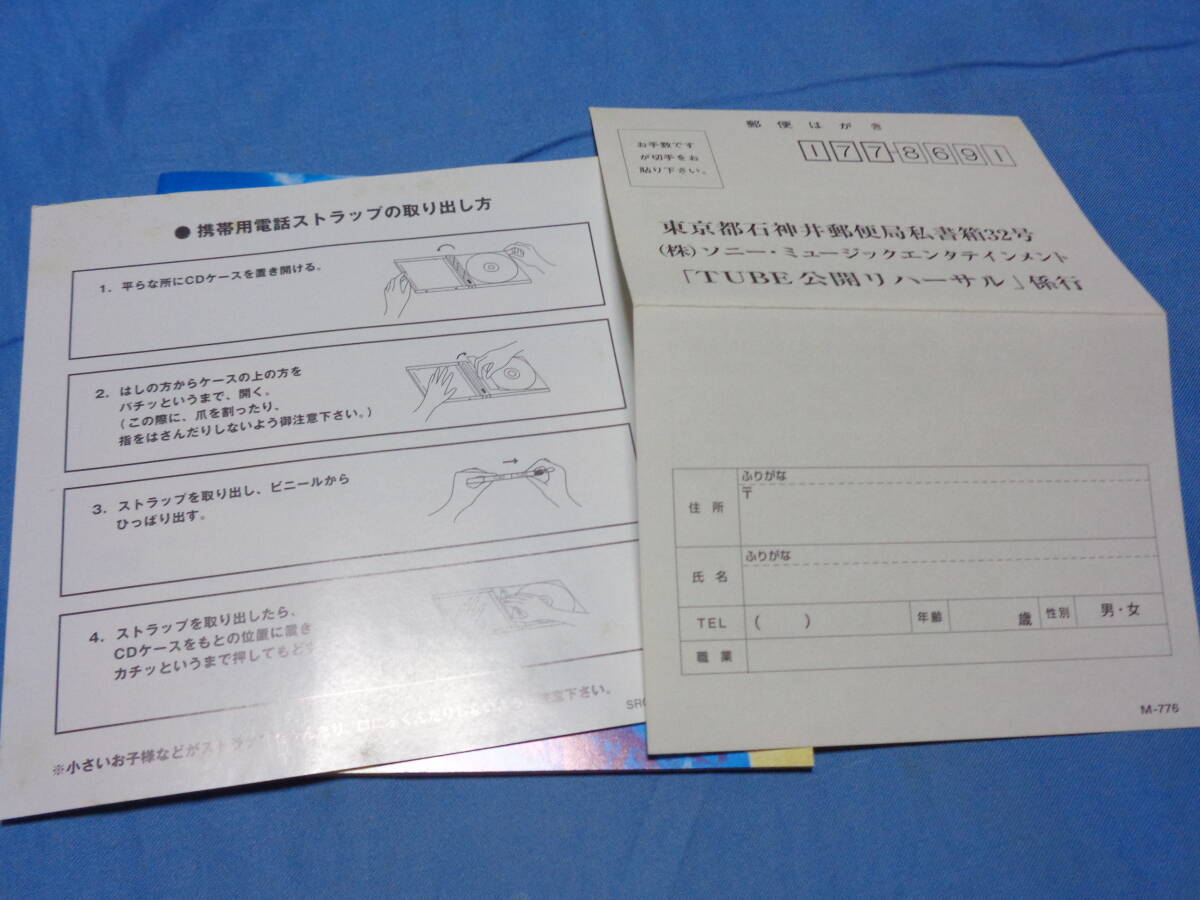 ● 携帯用電話ストラップの取り出し方
1. 平らな所にCDケースを置き開ける。
2. はしの方からケースの上の方を
パチッというまで、開く。
(この際に、爪を割ったり、
指をはさんだりしないよう御注意下さい。)
3. ストラップを取り出し、ビニールから
ひっぱり出す。
4. ストラップを取り出したら、
CDケースをもとの位置に置き
カチッというまで押してもどす
※小さいお子様などがストラップ
下さい。
SRC
郵便はがき
お手数です
が切手をお
貼り下さい。
177-8691
東京都石神井郵便局私書箱32号
(株)ソニー・ミュージックエンタテインメント
「TUBE 公開リハーサル」係行
ふりがな
住所 〒
ふりがな
氏名
TEL ( ) 年齢 歳 性別 男・女
職業
M-776